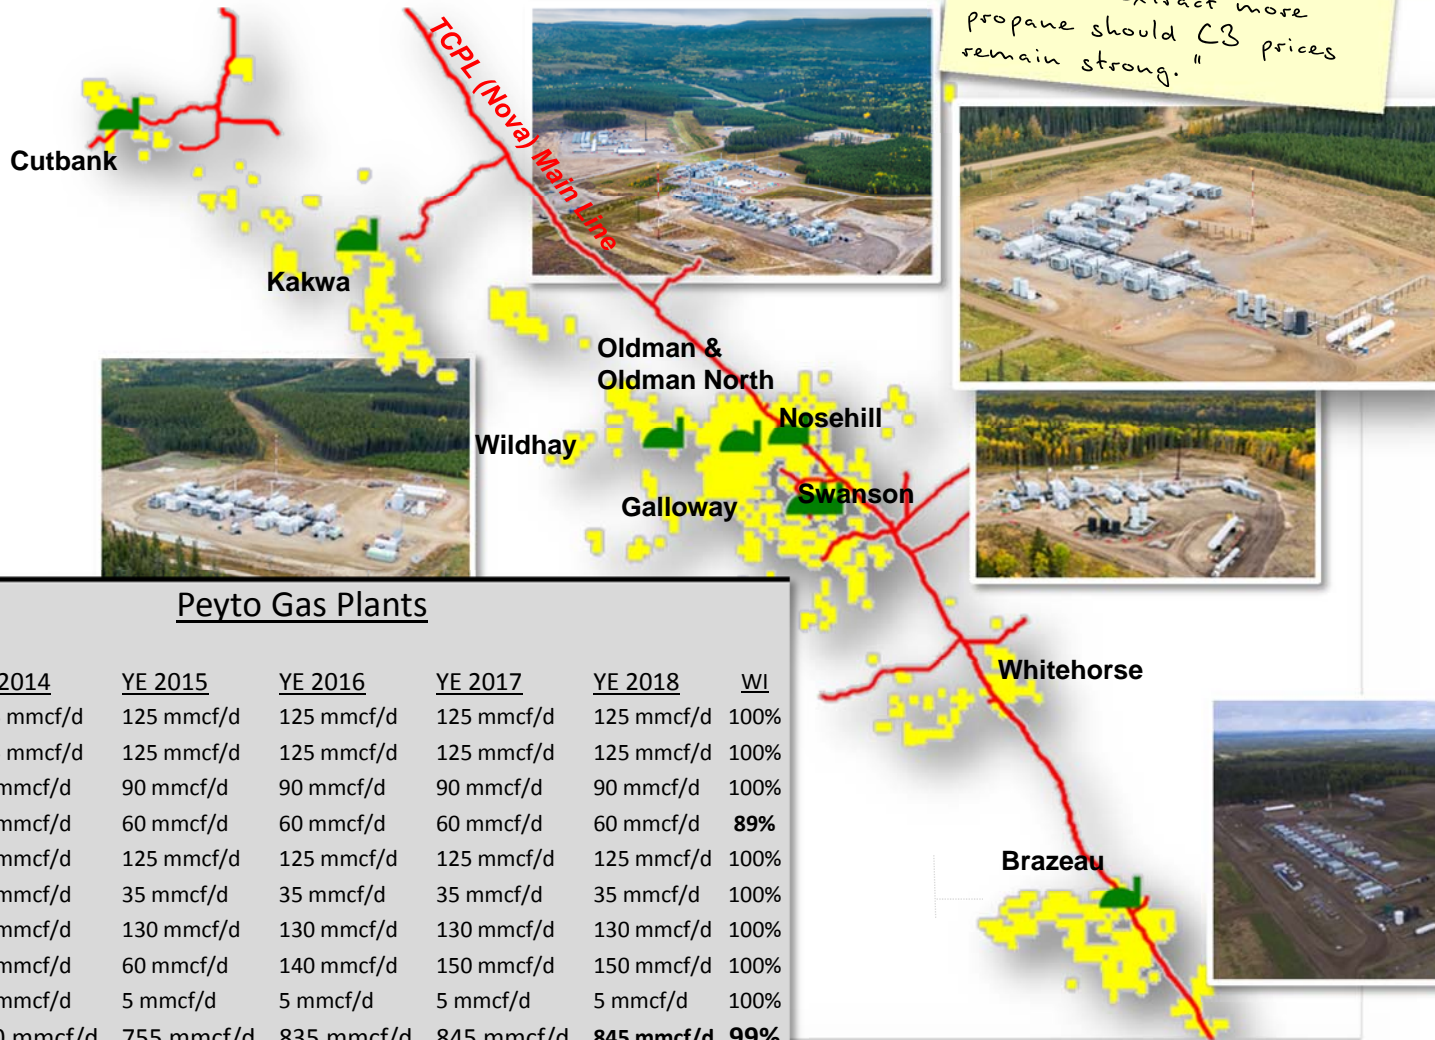 more
propane should C3 prices
remain strong."
TCPL (Nova) Main Line
Cutbank
Kakwa
Oldman &
Oldman North
Nosehill
Wildhay
Swanson
Galloway
Whitehorse
Brazeau
Peyto Gas Plants
2014 YE 2015 YE 2016 YE 2017 YE 2018 WI
mmcf/d 125 mmcf/d 125 mmcf/d 125 mmcf/d 125 mmcf/d 100%
mmcf/d 125 mmcf/d 125 mmcf/d 125 mmcf/d 125 mmcf/d 100%
mmcf/d 90 mmcf/d 90 mmcf/d 90 mmcf/d 90 mmcf/d 100%
mmcf/d 60 mmcf/d 60 mmcf/d 60 mmcf/d 60 mmcf/d 89%
mmcf/d 125 mmcf/d 125 mmcf/d 125 mmcf/d 125 mmcf/d 100%
mmcf/d 35 mmcf/d 35 mmcf/d 35 mmcf/d 35 mmcf/d 100%
mmcf/d 130 mmcf/d 130 mmcf/d 130 mmcf/d 130 mmcf/d 100%
mmcf/d 60 mmcf/d 140 mmcf/d 150 mmcf/d 150 mmcf/d 100%
mmcf/d 5 mmcf/d 5 mmcf/d 5 mmcf/d 5 mmcf/d 100%
mmcf/d 755 mmcf/d 835 mmcf/d 845 mmcf/d 845 mmcf/d 99%